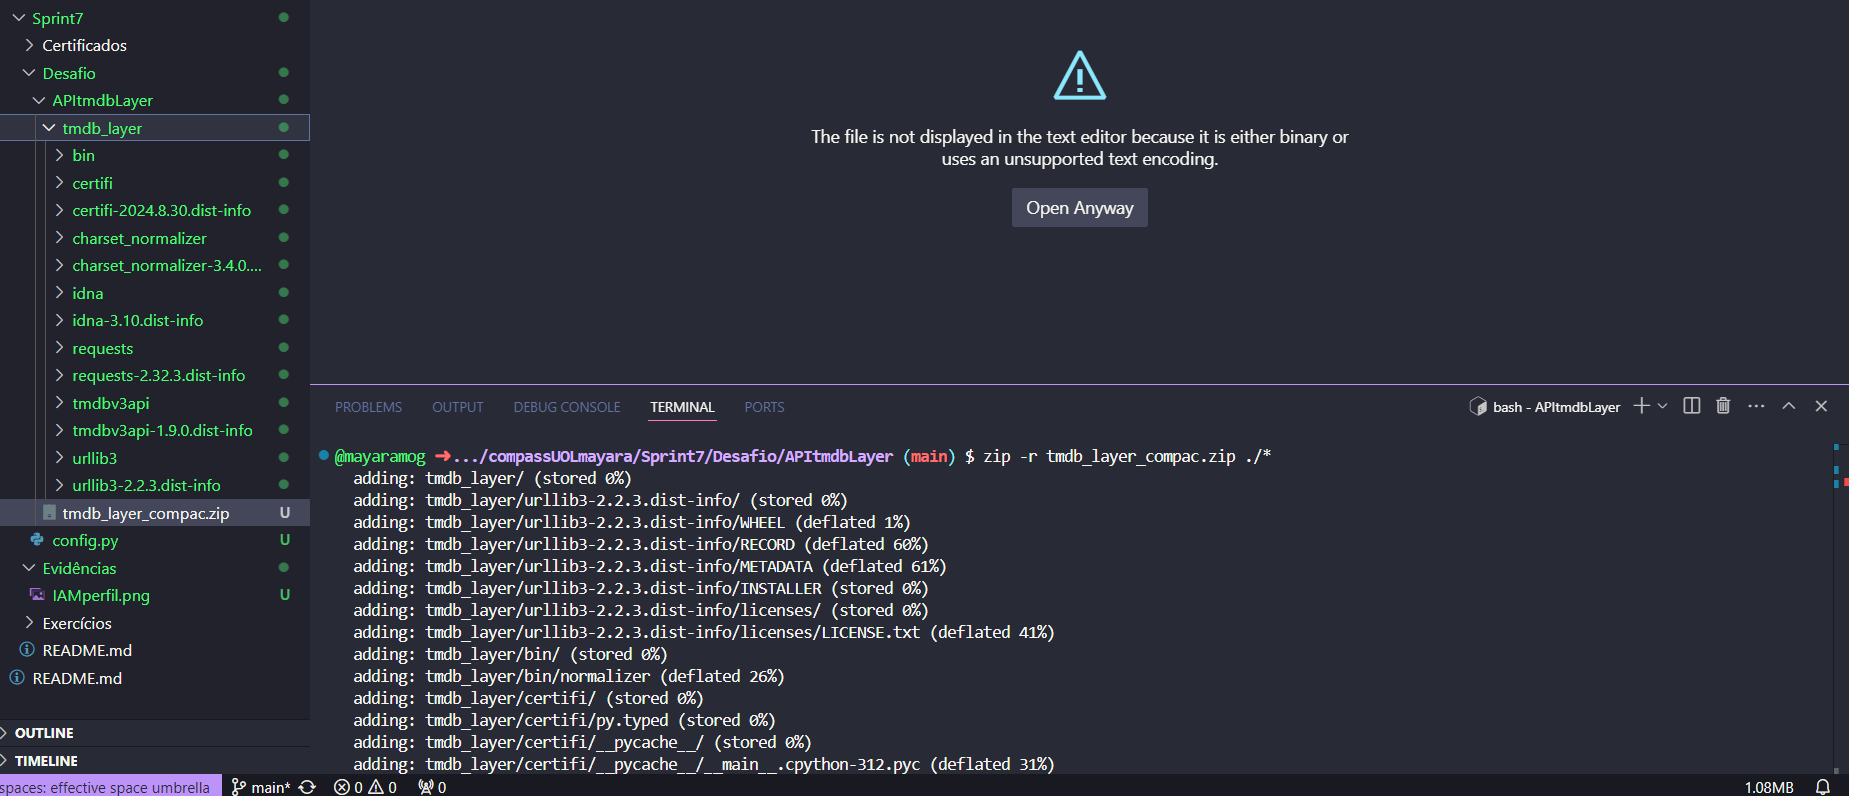 Sprint7
Certificados
Desafio
APItmdbLayer
tmdb_layer
bin
certifi
certifi-2024.8.30.dist-info
charset_normalizer
charset_normalizer-3.4.0....
idna
idna-3.10.dist-info
requests
requests-2.32.3.dist-info
tmdbv3api
tmdbv3api-1.9.0.dist-info
urllib3
urllib3-2.2.3.dist-info
tmdb_layer_compac.zip U
config.py U
Evidências
IAMperfil.png U
Exercícios
README.md
README.md
OUTLINE
TIMELINE
The file is not displayed in the text editor because it is either binary or
uses an unsupported text encoding.
Open Anyway
PROBLEMS OUTPUT DEBUG CONSOLE TERMINAL PORTS
bash - APItmdbLayer
@mayaramog ➜.../compassUOLmayara/Sprint7/Desafio/APItmdbLayer (main) $ zip -r tmdb_layer_compac.zip ./*
adding: tmdb_layer/ (stored 0%)
adding: tmdb_layer/urllib3-2.2.3.dist-info/ (stored 0%)
adding: tmdb_layer/urllib3-2.2.3.dist-info/WHEEL (deflated 1%)
adding: tmdb_layer/urllib3-2.2.3.dist-info/RECORD (deflated 60%)
adding: tmdb_layer/urllib3-2.2.3.dist-info/METADATA (deflated 61%)
adding: tmdb_layer/urllib3-2.2.3.dist-info/INSTALLER (stored 0%)
adding: tmdb_layer/urllib3-2.2.3.dist-info/licenses/ (stored 0%)
adding: tmdb_layer/urllib3-2.2.3.dist-info/licenses/LICENSE.txt (deflated 41%)
adding: tmdb_layer/bin/ (stored 0%)
adding: tmdb_layer/bin/normalizer (deflated 26%)
adding: tmdb_layer/certifi/ (stored 0%)
adding: tmdb_layer/certifi/py.typed (stored 0%)
adding: tmdb_layer/certifi/__pycache__/ (stored 0%)
adding: tmdb_layer/certifi/__pycache__/__main__.cpython-312.pyc (deflated 31%)
spaces: effective space umbrella main* 0 0 0 1.08MB